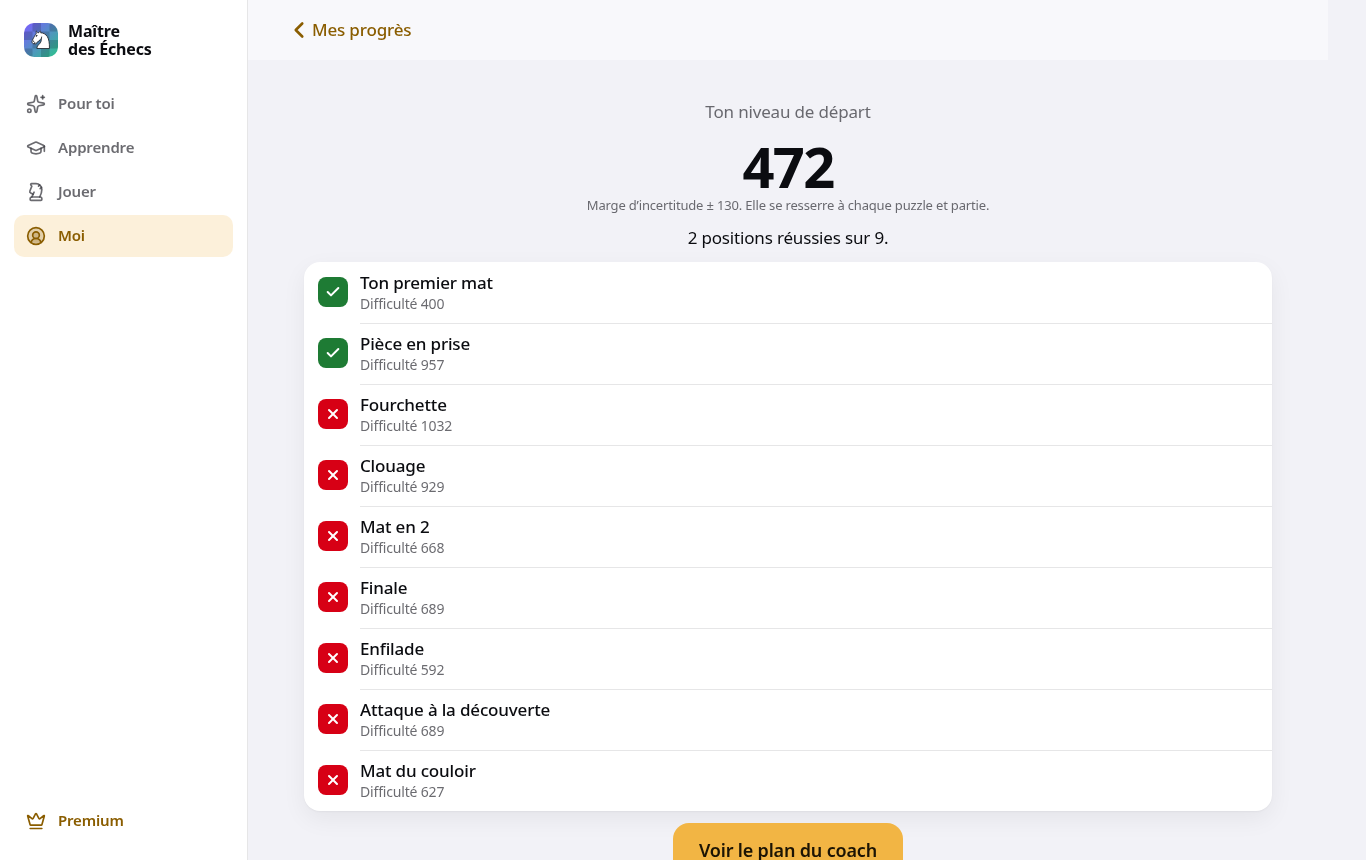 Maître
des Échecs
Pour toi
Apprendre
Jouer
Moi
Premium
Mes progrès
Ton niveau de départ
472
Marge d’incertitude ± 130. Elle se resserre à chaque puzzle et partie.
2 positions réussies sur 9.
Ton premier mat
Difficulté 400
Pièce en prise
Difficulté 957
Fourchette
Difficulté 1032
Clouage
Difficulté 929
Mat en 2
Difficulté 668
Finale
Difficulté 689
Enfilade
Difficulté 592
Attaque à la découverte
Difficulté 689
Mat du couloir
Difficulté 627
Voir le plan du coach